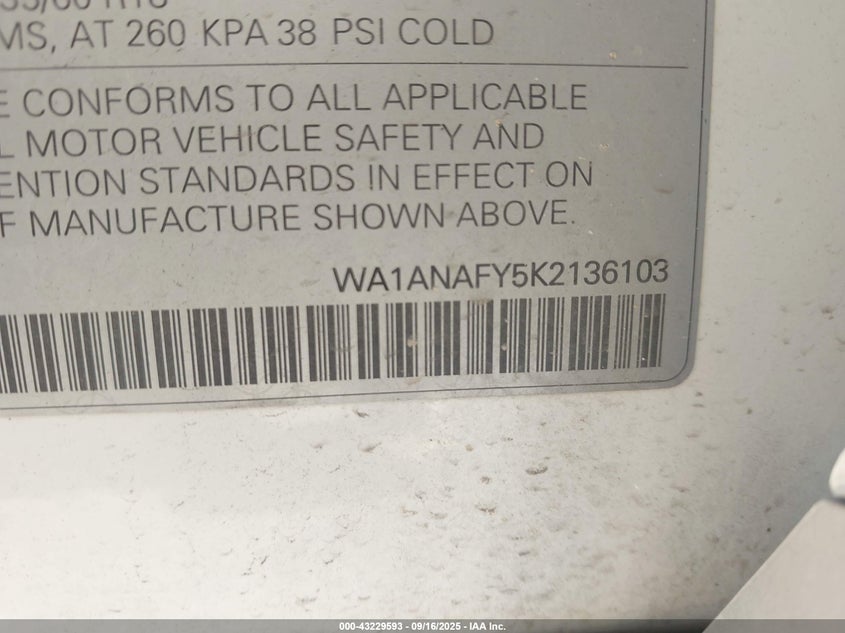 MS, AT 260 KPA 38 PSI COLD
E CONFORMS TO ALL APPLICABLE
L MOTOR VEHICLE SAFETY AND
ENTION STANDARDS IN EFFECT ON
F MANUFACTURE SHOWN ABOVE.
WA1ANAFY5K2136103
000-43229593 - 09/16/2025 - IAA Inc.